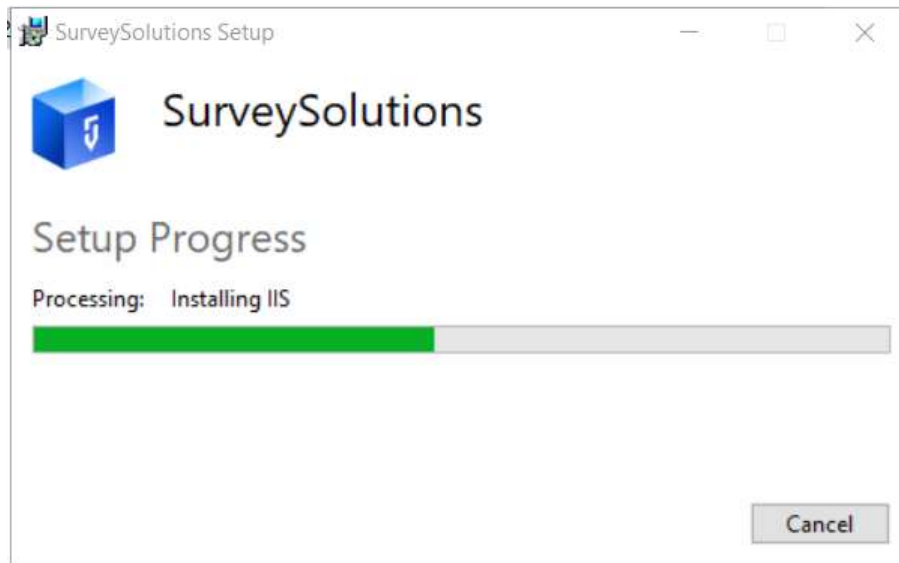 SurveySolutions Setup
SurveySolutions
Setup Progress
Processing: Installing IIS
Cancel